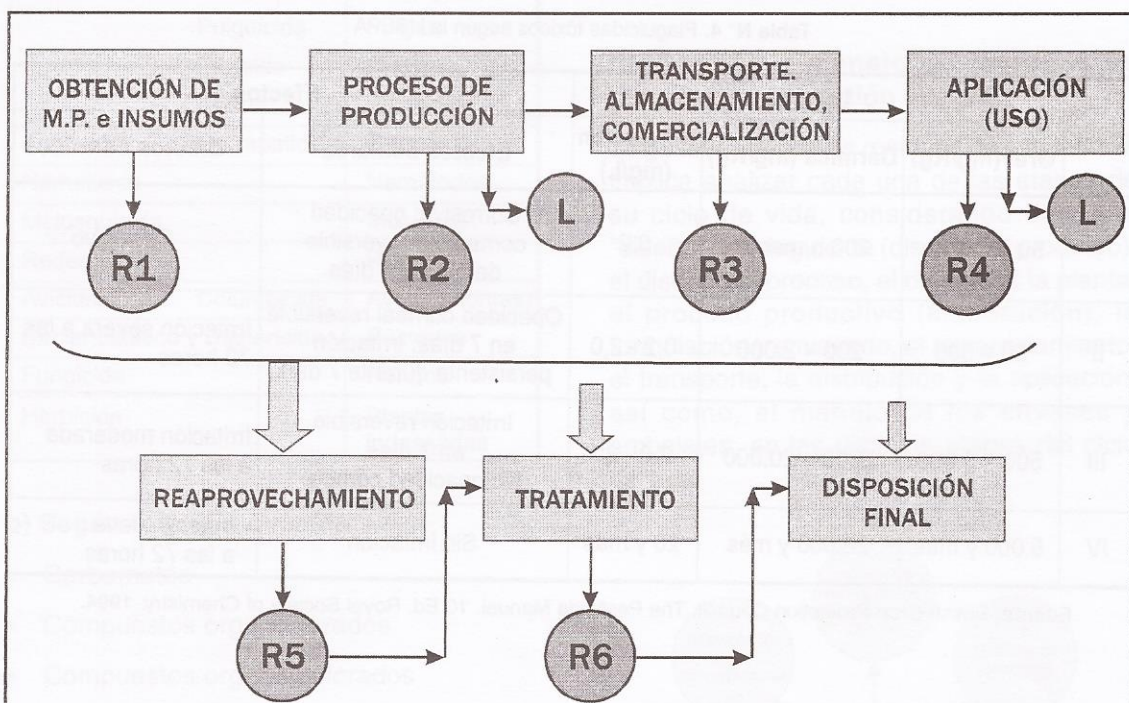 OBTENCIÓN DE
M.P. e INSUMOS
PROCESO DE
PRODUCCIÓN
TRANSPORTE.
ALMACENAMIENTO,
COMERCIALIZACIÓN
APLICACIÓN
(USO)
L
L
R1
R2
R3
R4
REAPROVECHAMIENTO
TRATAMIENTO
DISPOSICIÓN
FINAL
R5
R6